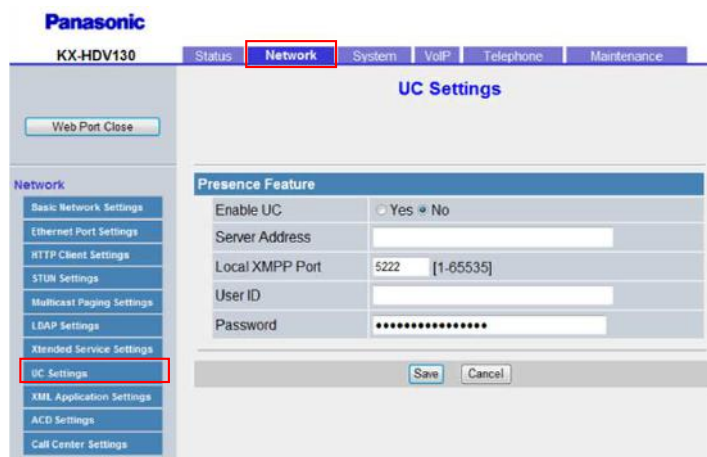 Panasonic
KX-HDV130
Status Network System VoIP Telephone Maintenance
Web Port Close
UC Settings
Network
Basic Network Settings
Ethernet Port Settings
HTTP Client Settings
STUN Settings
Multicast Paging Settings
LDAP Settings
Xtended Service Settings
UC Settings
XML Application Settings
ACD Settings
Call Center Settings
Presence Feature
Enable UC Yes No
Server Address
Local XMPP Port 5222 [1-65535]
User ID
Password ••••••••••••••••
Save Cancel